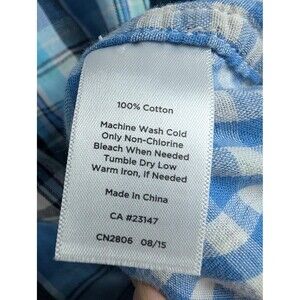 100% Cotton
Machine Wash Cold
Only Non-Chlorine
Bleach When Needed
Tumble Dry Low
Warm Iron, If Needed
Made In China
CA #23147
CN2806 08/15